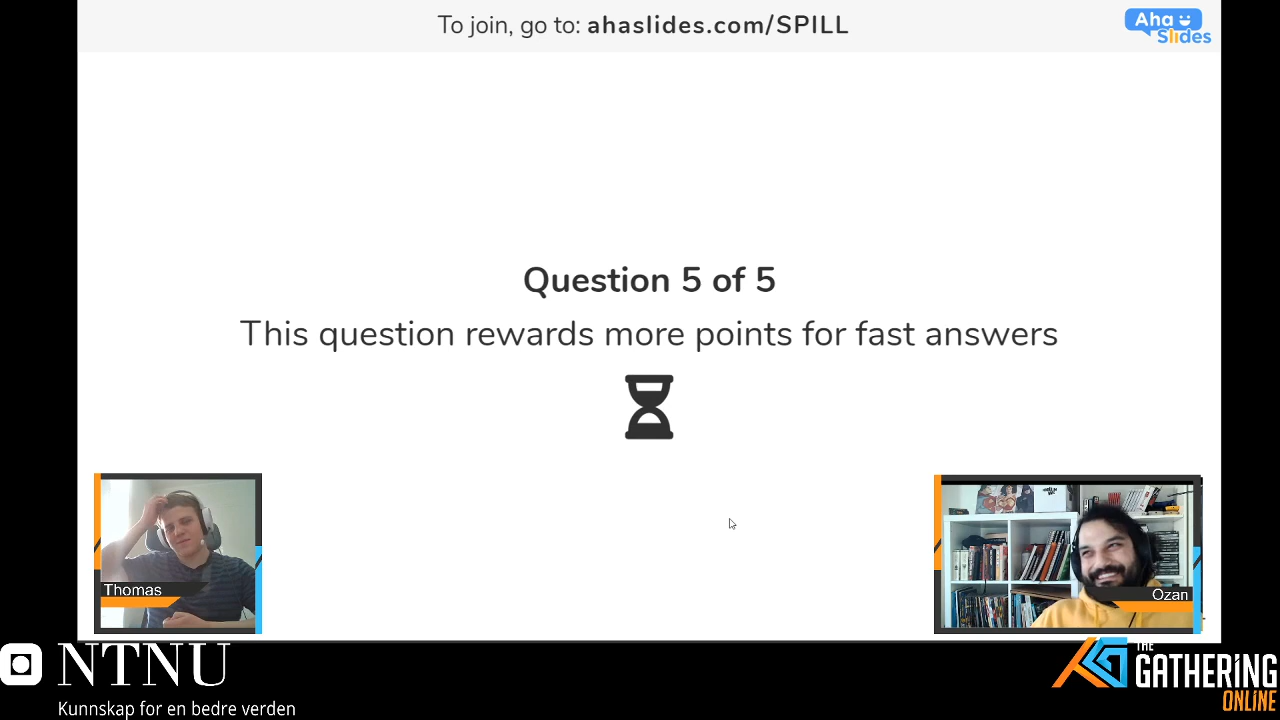 To join, go to: ahaslides.com/SPILL
Aha
Slides
Question 5 of 5
This question rewards more points for fast answers
Thomas
Ozan
NTNU
Kunnskap for en bedre verden
THE
GATHERING
ONLINE